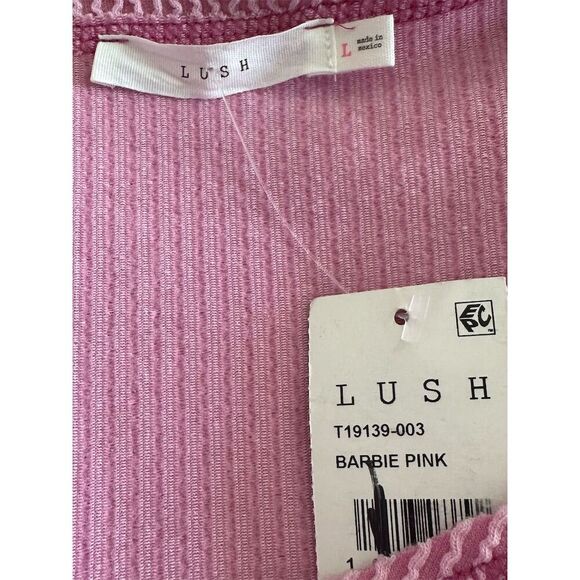 LUSH
L
made in
mexico
EPC
LUSH
T19139-003
BARBIE PINK
1